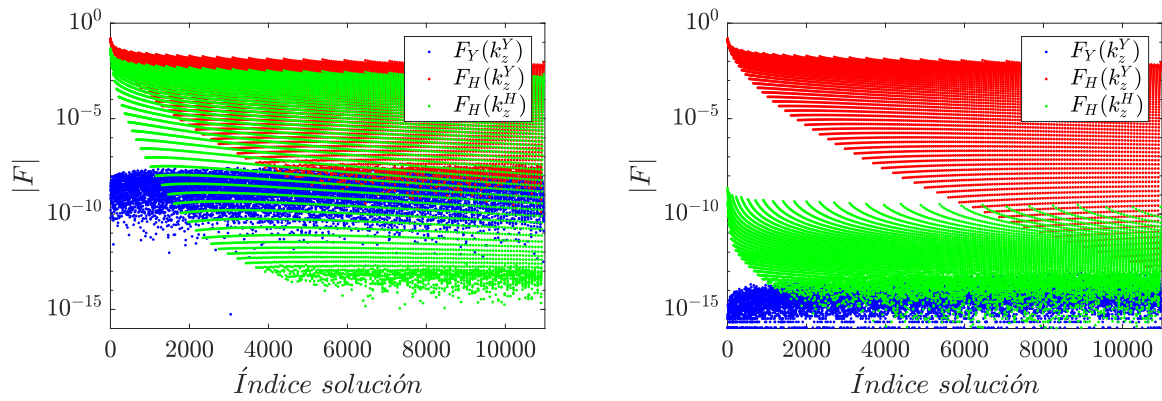 10^0
10^{-5}
10^{-10}
10^{-15}
|F|
0 2000 4000 6000 8000 10000
Índice solución
F_Y(k_z^Y)
F_H(k_z^Y)
F_H(k_z^H)
10^0
10^{-5}
10^{-10}
10^{-15}
|F|
0 2000 4000 6000 8000 10000
Índice solución
F_Y(k_z^Y)
F_H(k_z^Y)
F_H(k_z^H)